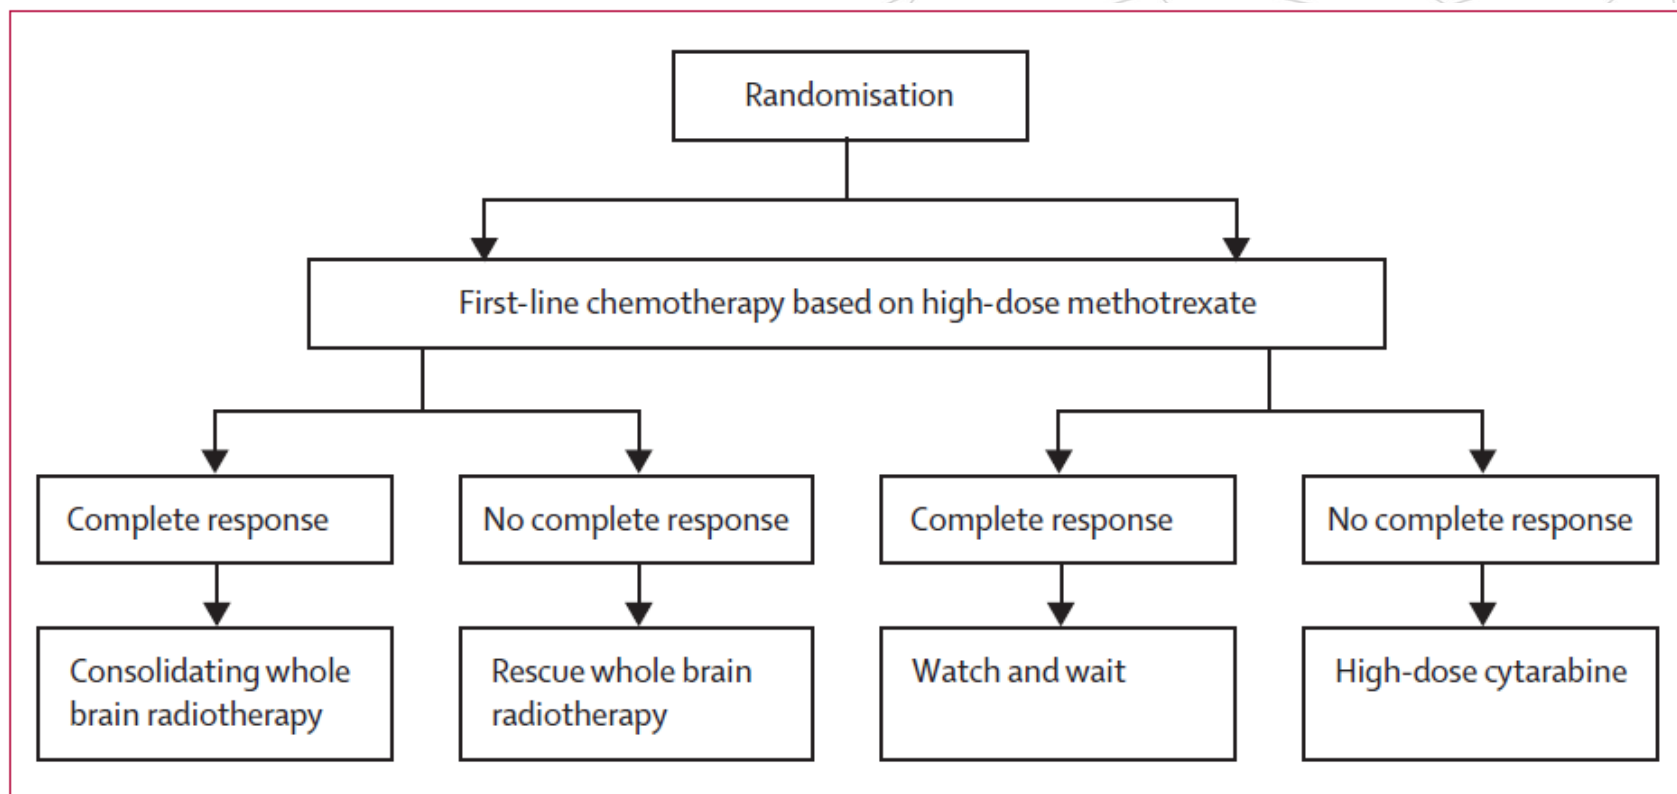 Randomisation
First-line chemotherapy based on high-dose methotrexate
Complete response
No complete response
Complete response
No complete response
Consolidating whole
brain radiotherapy
Rescue whole brain
radiotherapy
Watch and wait
High-dose cytarabine